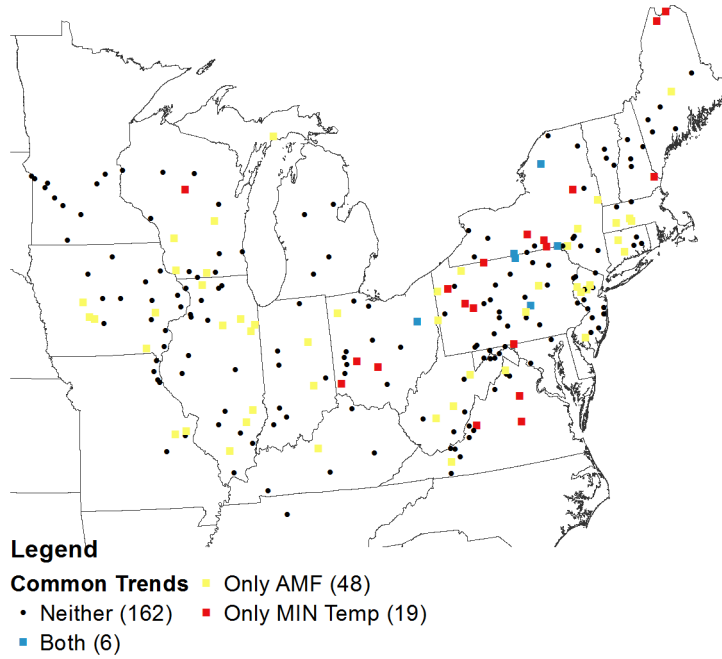 Legend
Common Trends
Only AMF (48)
Neither (162)
Only MIN Temp (19)
Both (6)